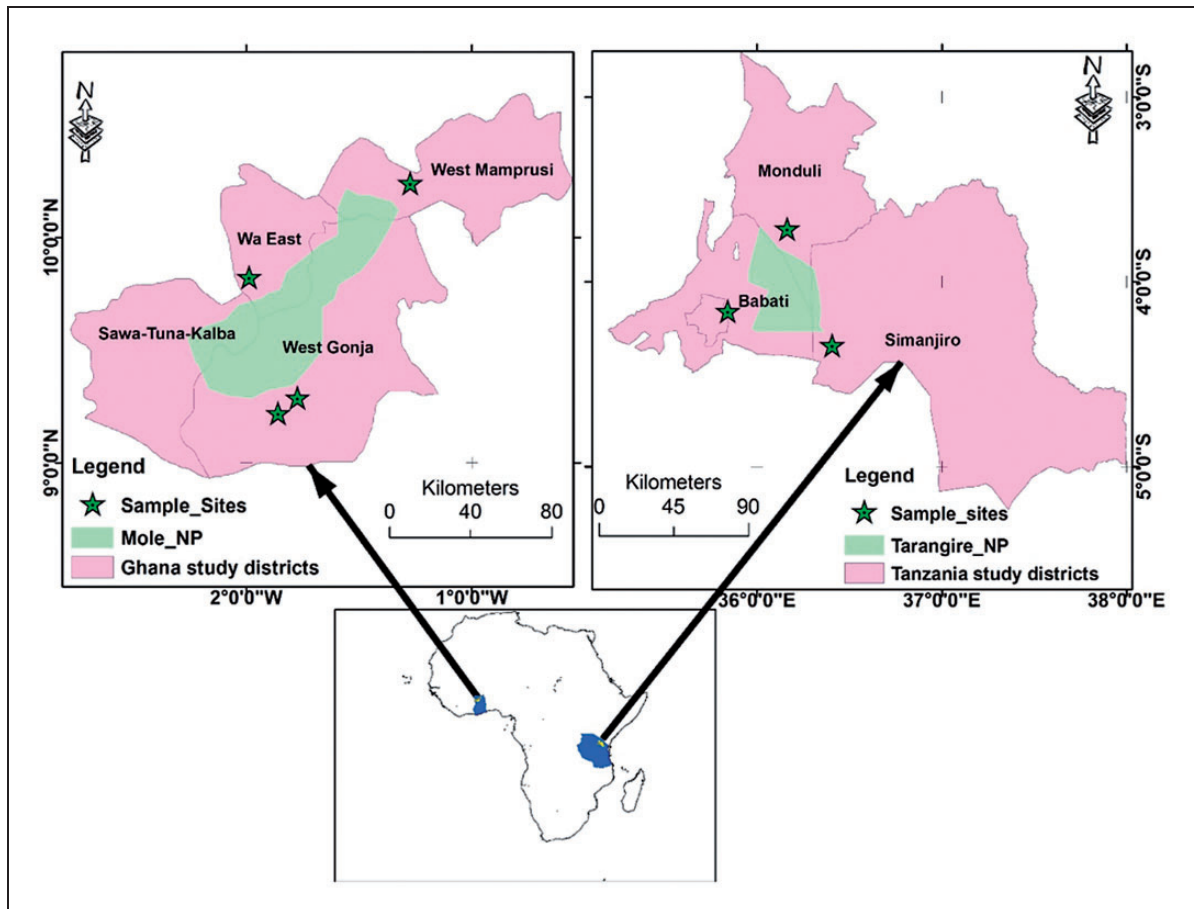 N
West Mamprusi
Wa East
Sawa-Tuna-Kalba
West Gonja
10°0'0"N
9°0'0"N
Legend
Sample_Sites
Mole_NP
Ghana study districts
Kilometers
0 40 80
2°0'0"W 1°0'0"W
N
Monduli
Babati
Simanjiro
3°0'0"S
4°0'0"S
5°0'0"S
Kilometers
0 45 90
Legend
Sample_sites
Tarangire_NP
Tanzania study districts
36°0'0"E 37°0'0"E 38°0'0"E